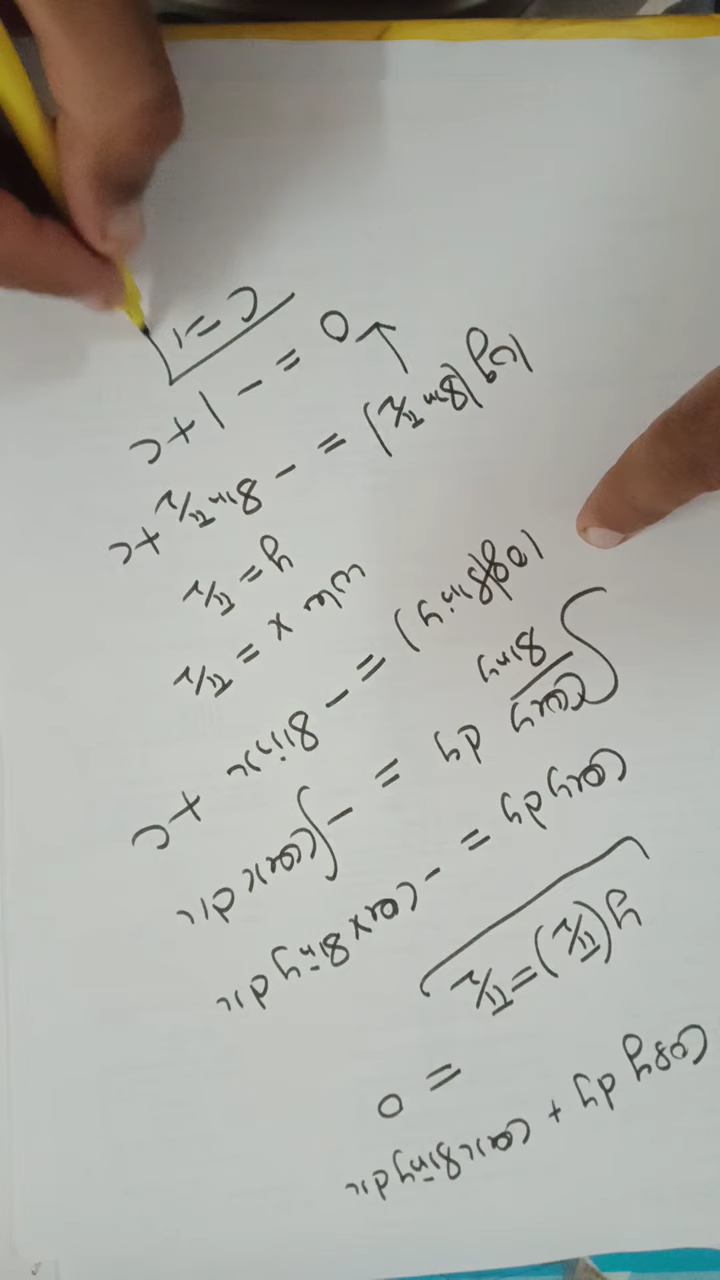 cosy dy + cosx siny dx
= 0
y(π/2) = π/2
cosy dy = - cosx siny dx
∫ cosy/siny dy = - ∫ cosx dx
log(siny) = - sinx + c
when x = π/2
y = π/2
log(sin π/2) = - sin π/2 + c
0 = - 1 + c
c = 1